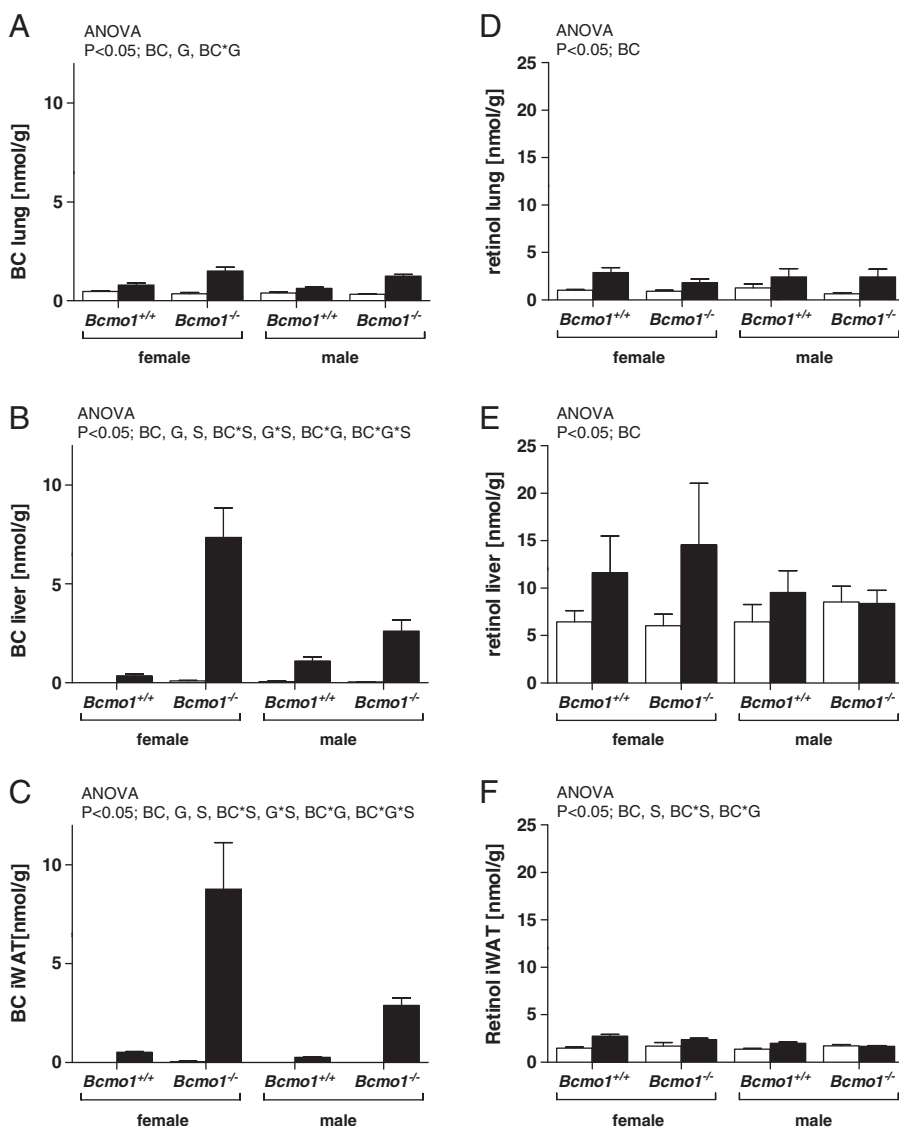 A
ANOVA
P<0.05; BC, G, BC*G
BC lung [nmol/g]
10
5
0
Bcmo1+/+ Bcmo1-/- Bcmo1+/+ Bcmo1-/-
female male
B
ANOVA
P<0.05; BC, G, S, BC*S, G*S, BC*G, BC*G*S
BC liver [nmol/g]
10
5
0
Bcmo1+/+ Bcmo1-/- Bcmo1+/+ Bcmo1-/-
female male
C
ANOVA
P<0.05; BC, G, S, BC*S, G*S, BC*G, BC*G*S
BC iWAT[nmol/g]
10
5
0
Bcmo1+/+ Bcmo1-/- Bcmo1+/+ Bcmo1-/-
female male
D
ANOVA
P<0.05; BC
retinol lung [nmol/g]
25
20
15
10
5
0
Bcmo1+/+ Bcmo1-/- Bcmo1+/+ Bcmo1-/-
female male
E
ANOVA
P<0.05; BC
retinol liver [nmol/g]
25
20
15
10
5
0
Bcmo1+/+ Bcmo1-/- Bcmo1+/+ Bcmo1-/-
female male
F
ANOVA
P<0.05; BC, S, BC*S, BC*G
Retinol iWAT [nmol/g]
25
20
15
10
5
0
Bcmo1+/+ Bcmo1-/- Bcmo1+/+ Bcmo1-/-
female male